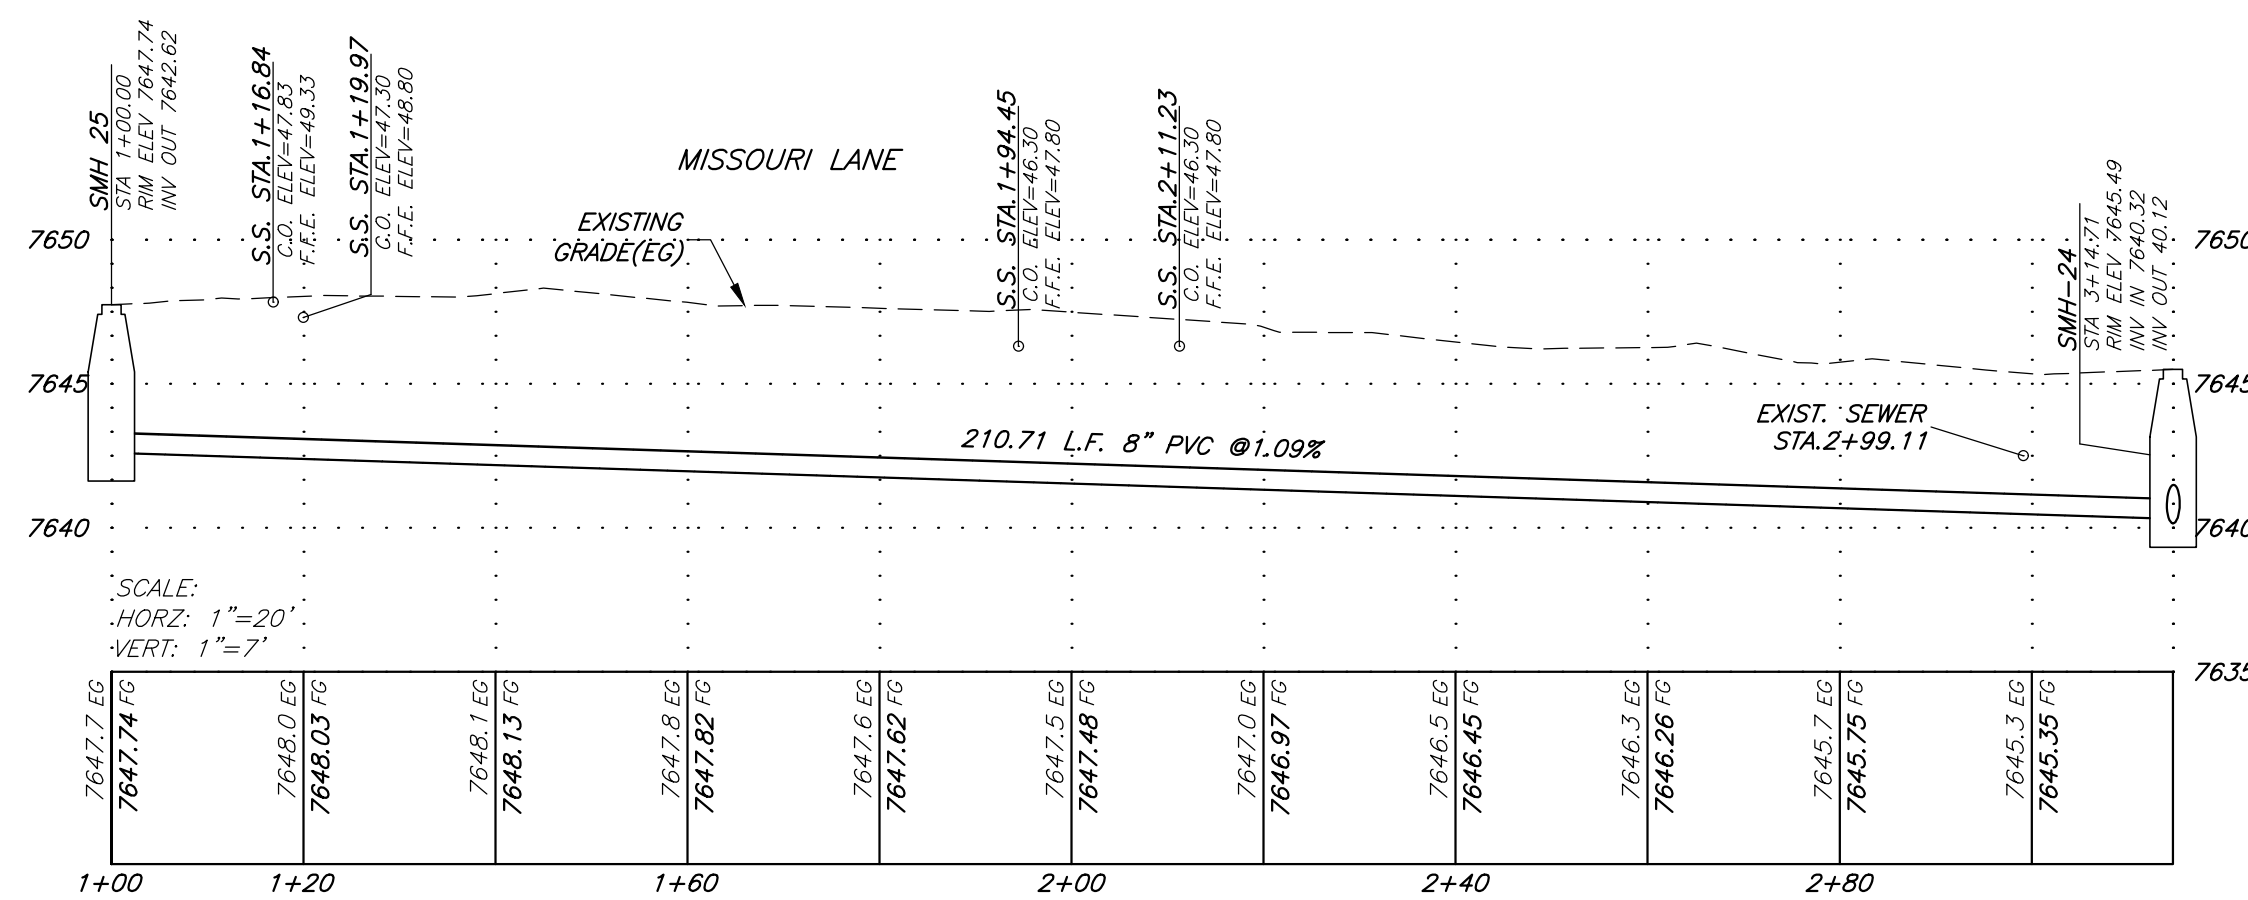 SMH 25
STA 1+00.00
RIM ELEV 7647.74
INV OUT 7642.62
S.S. STA.1+16.84
C.O. ELEV=47.83
F.F.E. ELEV=49.33
S.S. STA.1+19.97
C.O. ELEV=47.30
F.F.E. ELEV=48.80
MISSOURI LANE
EXISTING
GRADE(EG)
S.S. STA.1+94.45
C.O. ELEV=46.30
F.F.E. ELEV=47.80
S.S. STA.2+11.23
C.O. ELEV=46.30
F.F.E. ELEV=47.80
SMH-24
STA 3+14.71
RIM ELEV 7645.49
INV IN 7640.32
INV OUT 40.12
7650
7650
7645
7645
210.71 L.F. 8" PVC @1.09%
EXIST. SEWER
STA.2+99.11
7640
7640
SCALE:
HORZ: 1"=20'
VERT: 1"=7'
7635
7647.7 EG
7647.74 FG
7648.0 EG
7648.03 FG
7648.1 EG
7648.13 FG
7647.8 EG
7647.82 FG
7647.6 EG
7647.62 FG
7647.5 EG
7647.48 FG
7647.0 EG
7646.97 FG
7646.5 EG
7646.45 FG
7646.3 EG
7646.26 FG
7645.7 EG
7645.75 FG
7645.3 EG
7645.35 FG
1+00
1+20
1+60
2+00
2+40
2+80